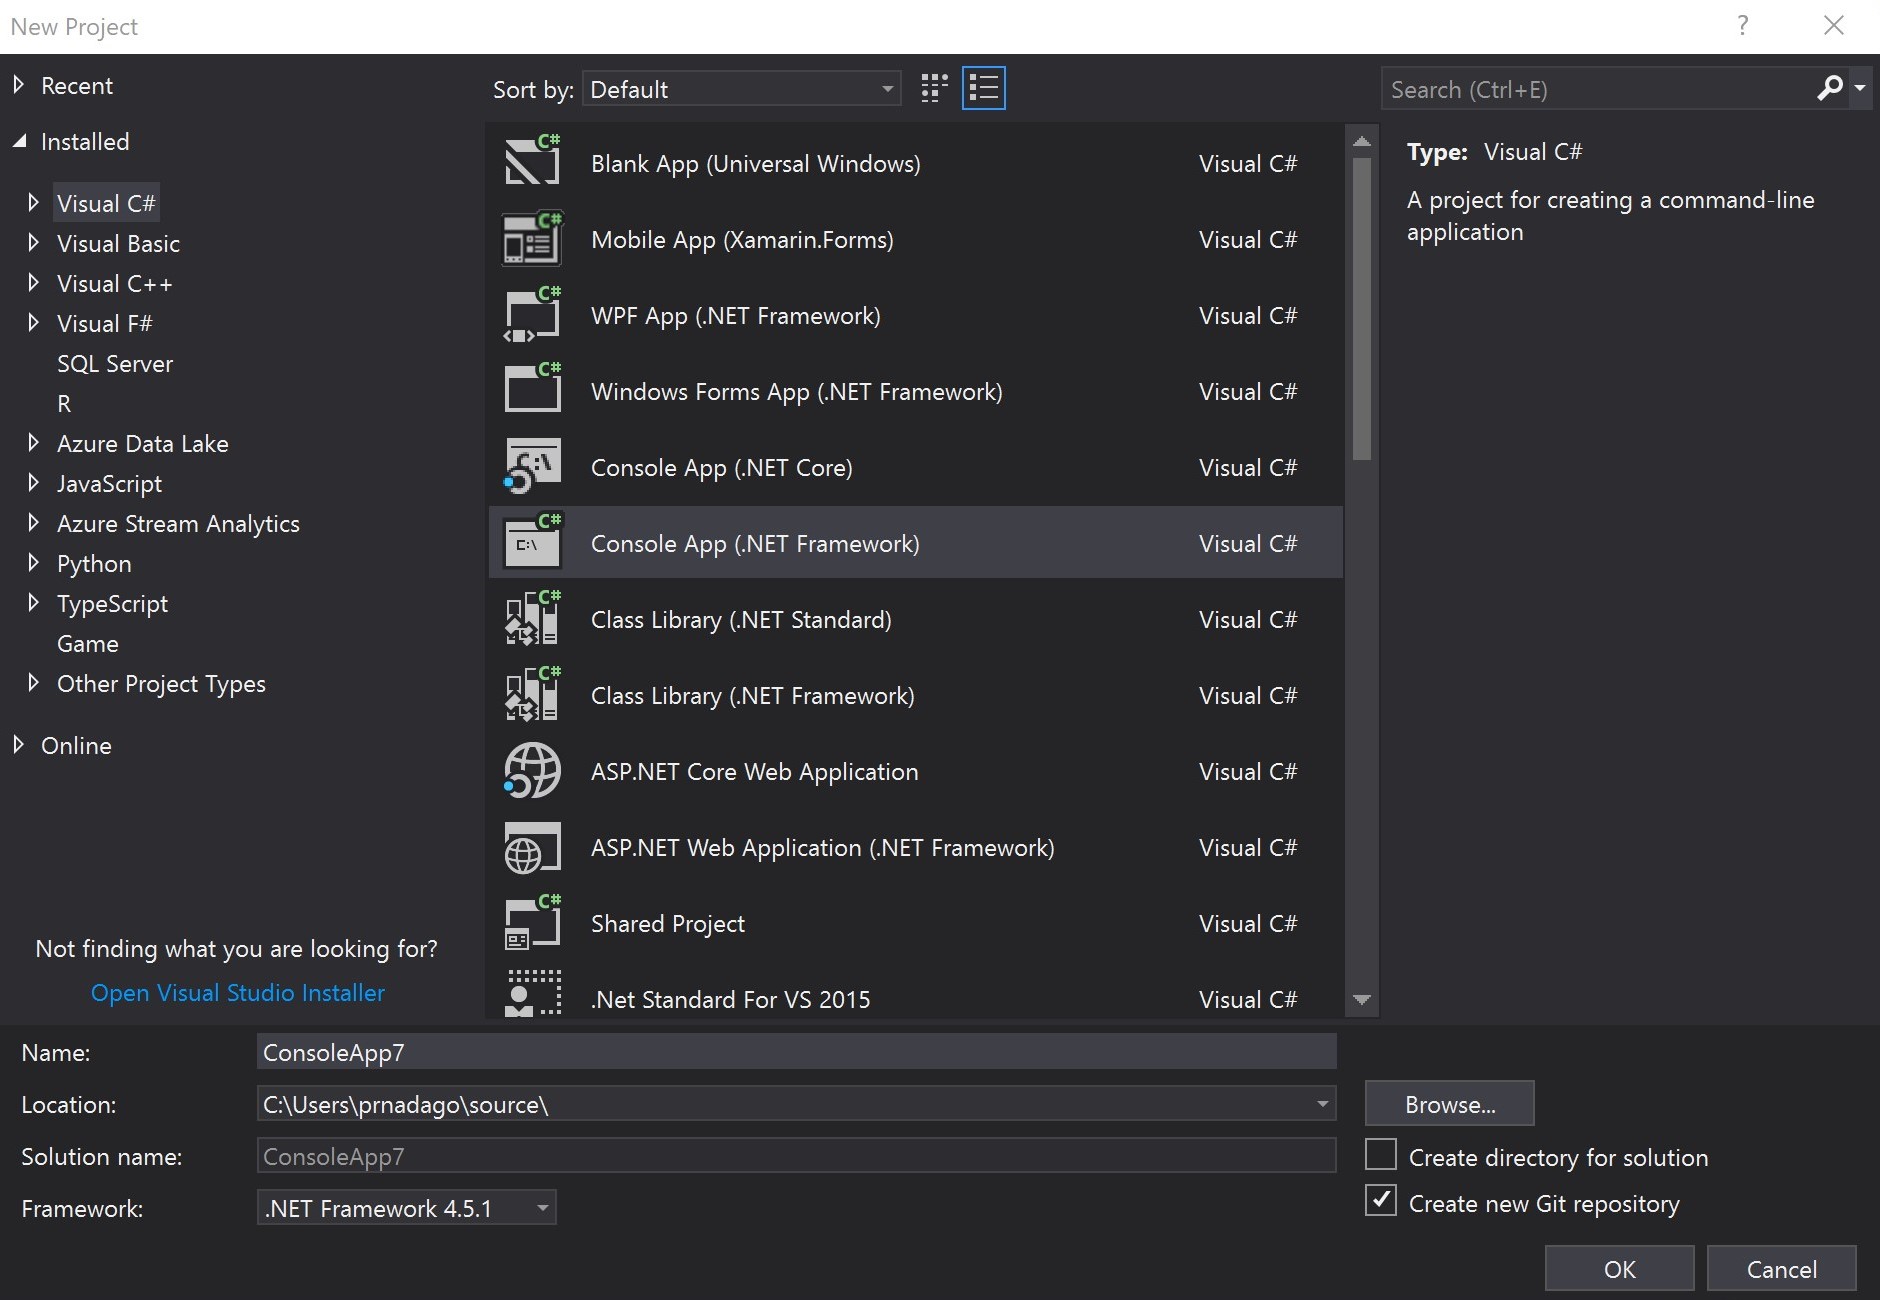 New Project
?
Recent
Installed
Visual C#
Visual Basic
Visual C++
Visual F#
SQL Server
R
Azure Data Lake
JavaScript
Azure Stream Analytics
Python
TypeScript
Game
Other Project Types
Online
Not finding what you are looking for?
Open Visual Studio Installer
Sort by: Default
C# Blank App (Universal Windows) Visual C#
C# Mobile App (Xamarin.Forms) Visual C#
C# WPF App (.NET Framework) Visual C#
C# Windows Forms App (.NET Framework) Visual C#
Console App (.NET Core) Visual C#
C# C:\ Console App (.NET Framework) Visual C#
C# Class Library (.NET Standard) Visual C#
C# Class Library (.NET Framework) Visual C#
ASP.NET Core Web Application Visual C#
ASP.NET Web Application (.NET Framework) Visual C#
C# Shared Project Visual C#
.Net Standard For VS 2015 Visual C#
Search (Ctrl+E)
Type: Visual C#
A project for creating a command-line
application
Name: ConsoleApp7
Location: C:\Users\prnadago\source\
Browse...
Solution name: ConsoleApp7
Create directory for solution
Framework: .NET Framework 4.5.1
Create new Git repository
OK
Cancel